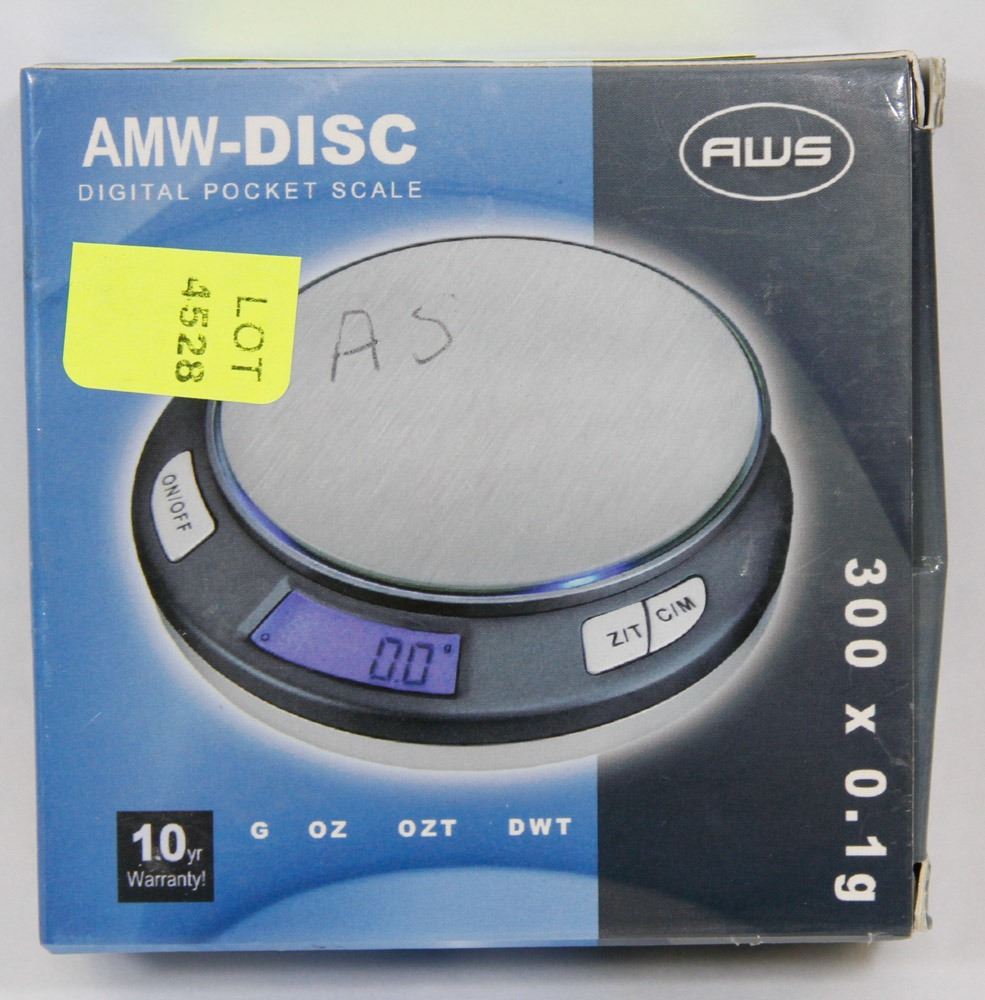 AMW-DISC
DIGITAL POCKET SCALE
AWS
LOT
4528
A S
ON/OFF
0.0 g
Z/T
C/M
300 x 0.1g
10yr
Warranty!
G OZ OZT DWT